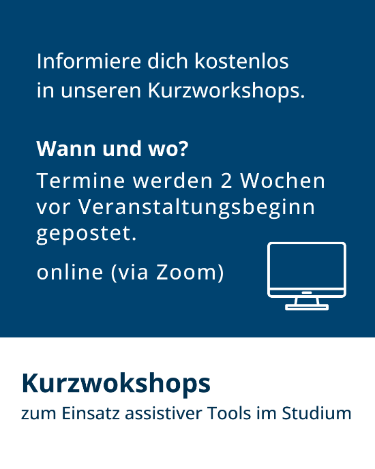 Informiere dich kostenlos
in unseren Kurzworkshops.
Wann und wo?
Termine werden 2 Wochen
vor Veranstaltungsbeginn
gepostet.
online (via Zoom)
Kurzwokshops
zum Einsatz assistiver Tools im Studium